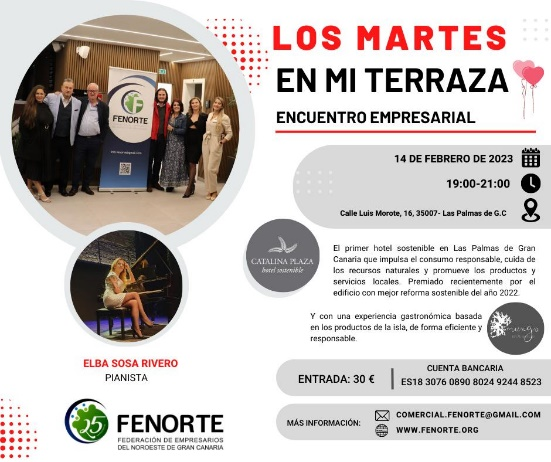 LOS MARTES
EN MI TERRAZA
ENCUENTRO EMPRESARIAL
14 DE FEBRERO DE 2023
19:00-21:00
Calle Luis Morote, 16, 35007- Las Palmas de G.C
FENORTE
CATALINA PLAZA
hotel sostenible
El primer hotel sostenible en Las Palmas de Gran
Canaria que impulsa el consumo responsable, cuida de
los recursos naturales y promueve los productos y
servicios locales. Premiado recientemente por el
edificio con mejor reforma sostenible del año 2022.
Y con una experiencia gastronómica basada
en los productos de la isla, de forma eficiente y
responsable.
ELBA SOSA RIVERO
PIANISTA
ENTRADA: 30 €
CUENTA BANCARIA
ES18 3076 0890 8024 9244 8523
25
FENORTE
FEDERACIÓN DE EMPRESARIOS
DEL NOROESTE DE GRAN CANARIA
MÁS INFORMACIÓN:
COMERCIAL.FENORTE@GMAIL.COM
WWW.FENORTE.ORG